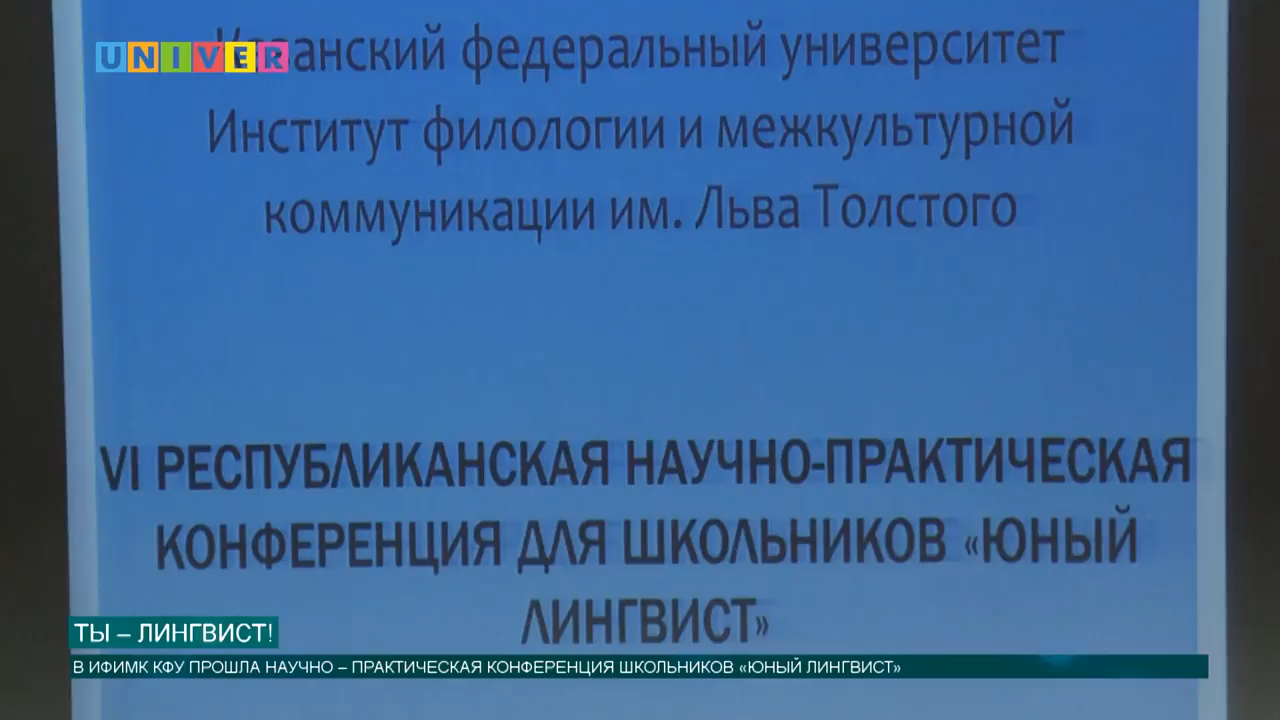 UNIVER
Казанский федеральный университет
Институт филологии и межкультурной
коммуникации им. Льва Толстого
VI РЕСПУБЛИКАНСКАЯ НАУЧНО-ПРАКТИЧЕСКАЯ
КОНФЕРЕНЦИЯ ДЛЯ ШКОЛЬНИКОВ «ЮНЫЙ
ЛИНГВИСТ»
ТЫ – ЛИНГВИСТ!
В ИФИМК КФУ ПРОШЛА НАУЧНО – ПРАКТИЧЕСКАЯ КОНФЕРЕНЦИЯ ШКОЛЬНИКОВ «ЮНЫЙ ЛИНГВИСТ»